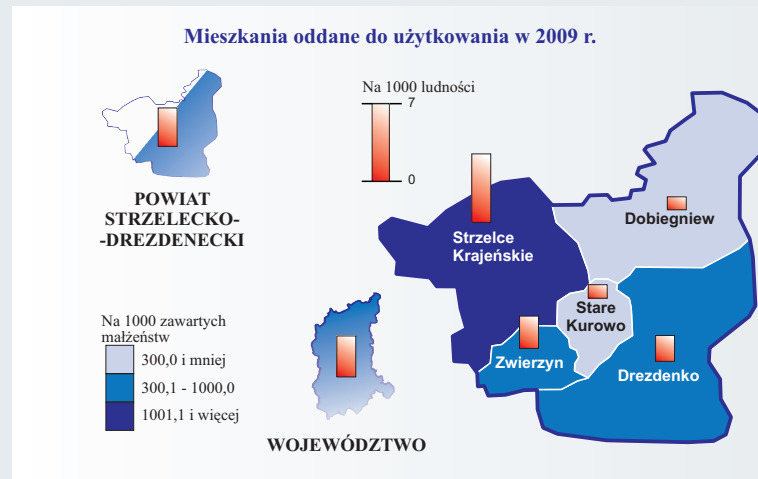 Mieszkania oddane do użytkowania w 2009 r.
Na 1000 ludności
7
0
POWIAT
STRZELECKO-
-DREZDENECKI
Dobiegniew
Strzelce
Krajeńskie
Stare
Kurowo
Zwierzyn
Drezdenko
Na 1000 zawartych
małżeństw
300,0 i mniej
300,1 - 1000,0
1001,1 i więcej
WOJEWÓDZTWO